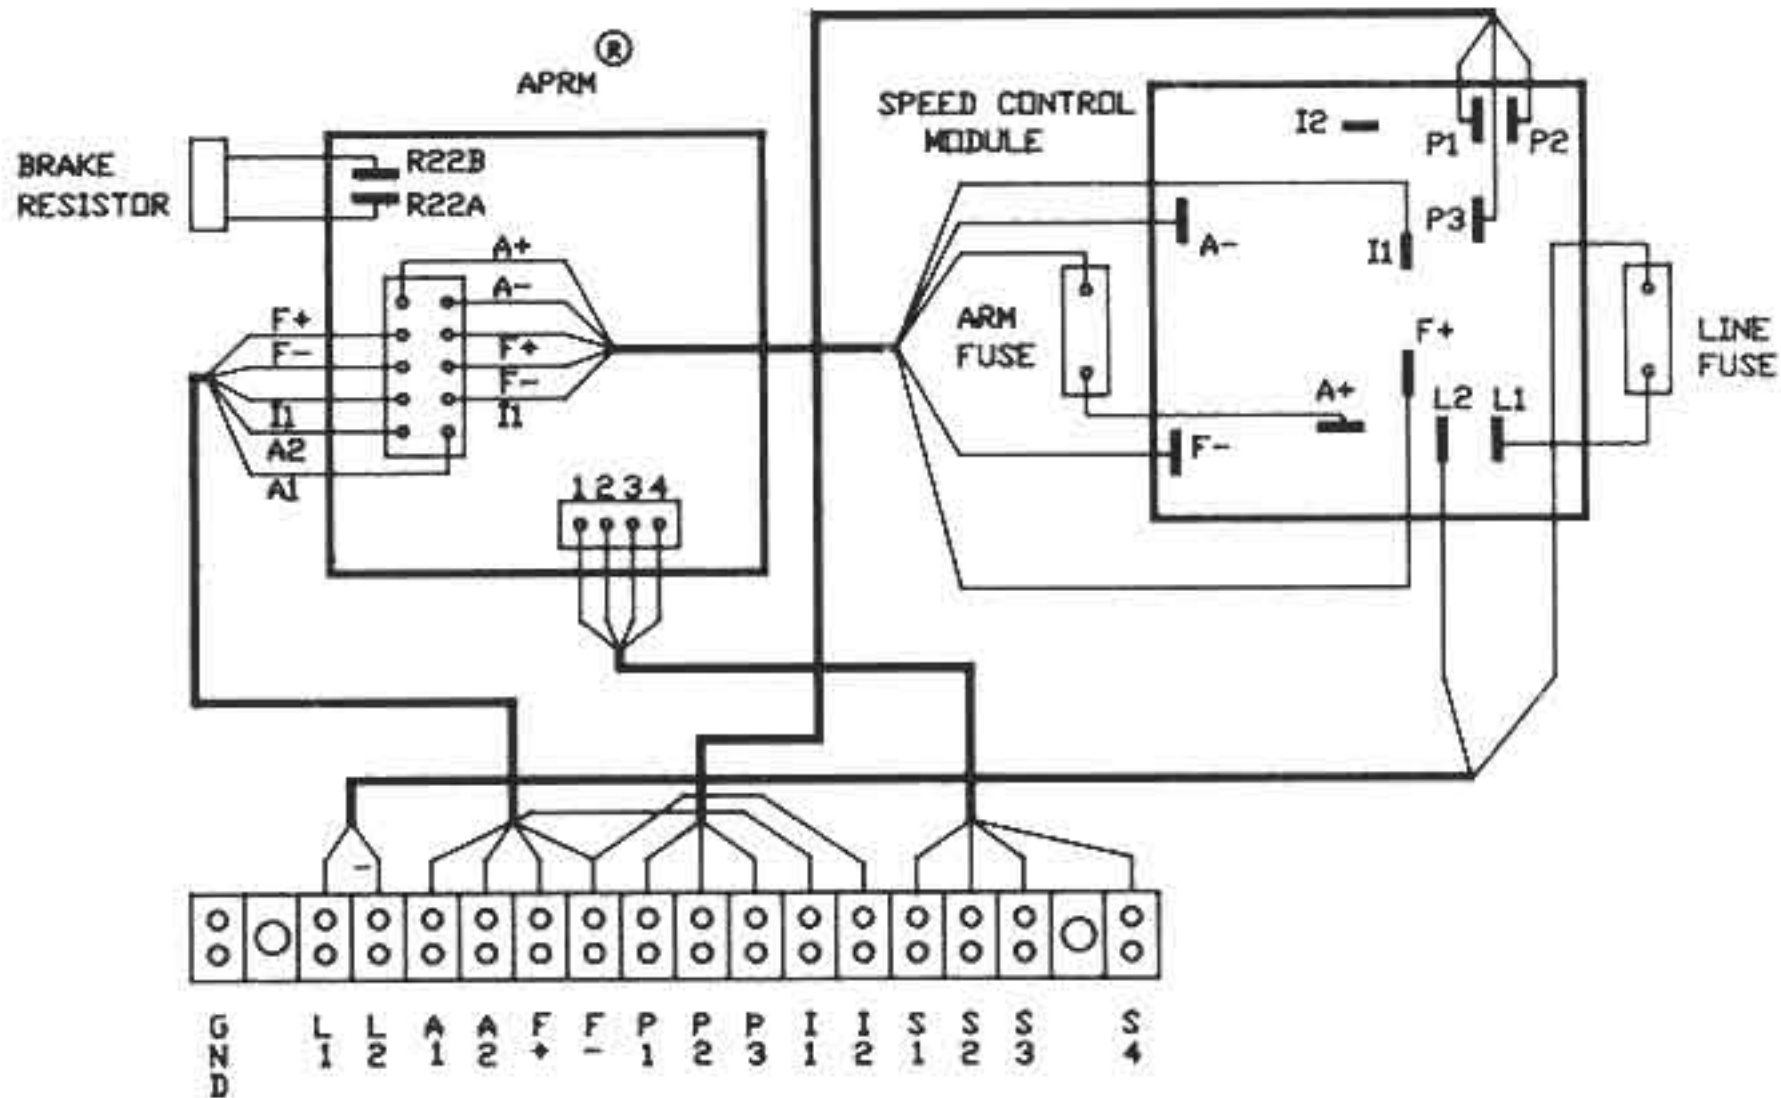 ®
APRM
SPEED CONTROL
MODULE
BRAKE
RESISTOR
R22B
R22A
I2
P1
P2
P3
A-
I1
A+
A-
F+
F-
I1
F+
F-
I1
A2
A1
ARM
FUSE
F+
LINE
FUSE
A+
L2
L1
F-
1 2 3 4
GND
L1
L2
A1
A2
F+
F-
P1
P2
P3
I1
I2
S1
S2
S3
S4